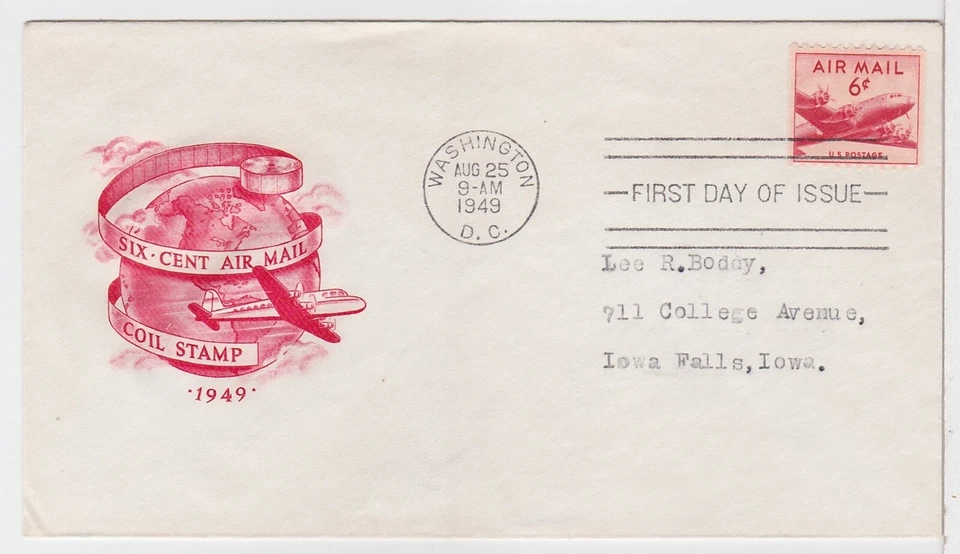 AIR MAIL
6¢
U.S. POSTAGE
WASHINGTON
AUG 25
9-AM
1949
D. C.
FIRST DAY OF ISSUE
SIX·CENT AIR MAIL
COIL STAMP
·1949·
Lee R.Boddy,
711 College Avenue,
Iowa Falls,Iowa.